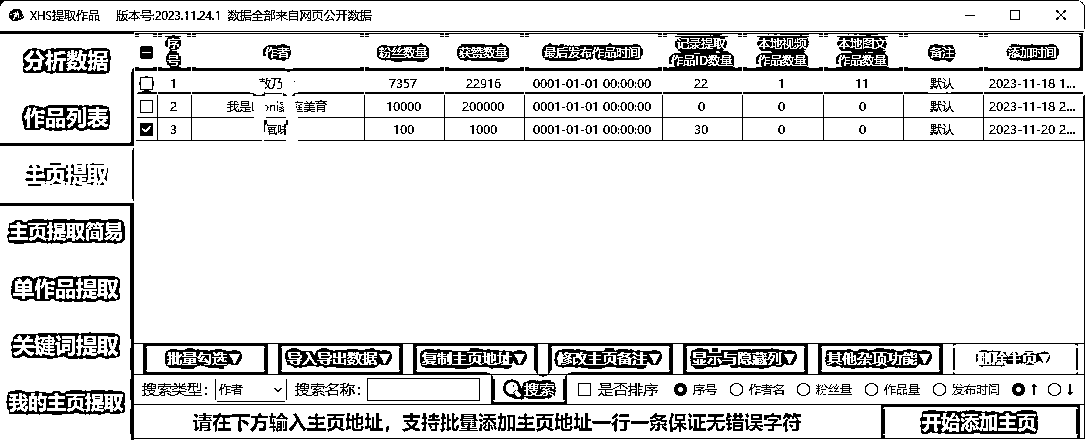 XHS提取作品 版本号:2023.11.24.1 数据全部来自网页公开数据
分析数据
作品列表
主页提取
主页提取简易
单作品提取
关键词提取
我的主页提取
序号 作者 粉丝数量 获赞数量 最后发布作品时间 记录提取作品ID数量 本地视频作品数量 本地图文作品数量 备注 添加时间
1 7357 22916 0001-01-01 00:00:00 22 1 11 默认 2023-11-18 1...
2 我是 美育 10000 200000 0001-01-01 00:00:00 0 0 0 默认 2023-11-18 2...
3 100 1000 0001-01-01 00:00:00 30 0 0 默认 2023-11-20 2...
批量勾选▼ 导入导出数据▼ 复制主页地址▼ 修改主页备注▼ 显示与隐藏列▼ 其他杂项功能▼ 删除主页▼
搜索类型: 作者 搜索名称: 搜索 是否排序 序号 作者名 粉丝量 作品量 发布时间 ↑ ↓
请在下方输入主页地址，支持批量添加主页地址一行一条保证无错误字符 开始添加主页